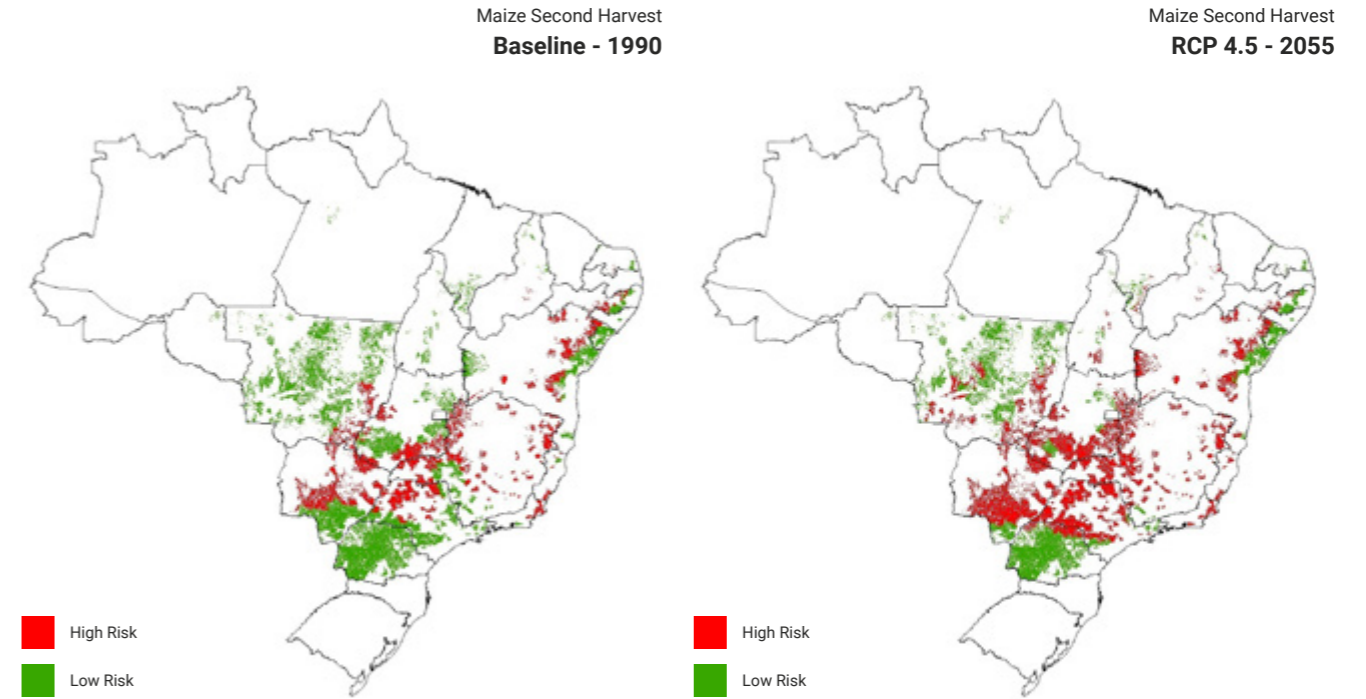 Maize Second Harvest
Baseline - 1990
Maize Second Harvest
RCP 4.5 - 2055
High Risk
Low Risk
High Risk
Low Risk